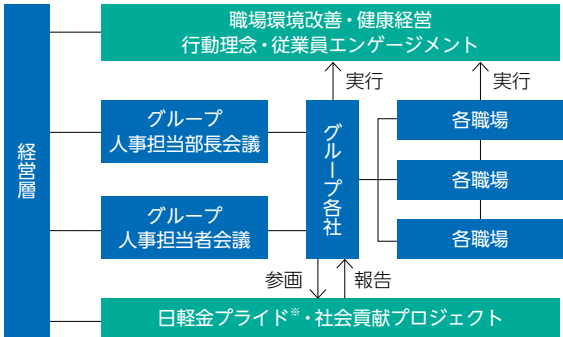 職場環境改善・健康経営
行動理念・従業員エンゲージメント
実行
実行
経営層
グループ
人事担当部長会議
グループ各社
各職場
各職場
グループ
人事担当者会議
各職場
参画
報告
日軽金プライド※・社会貢献プロジェクト